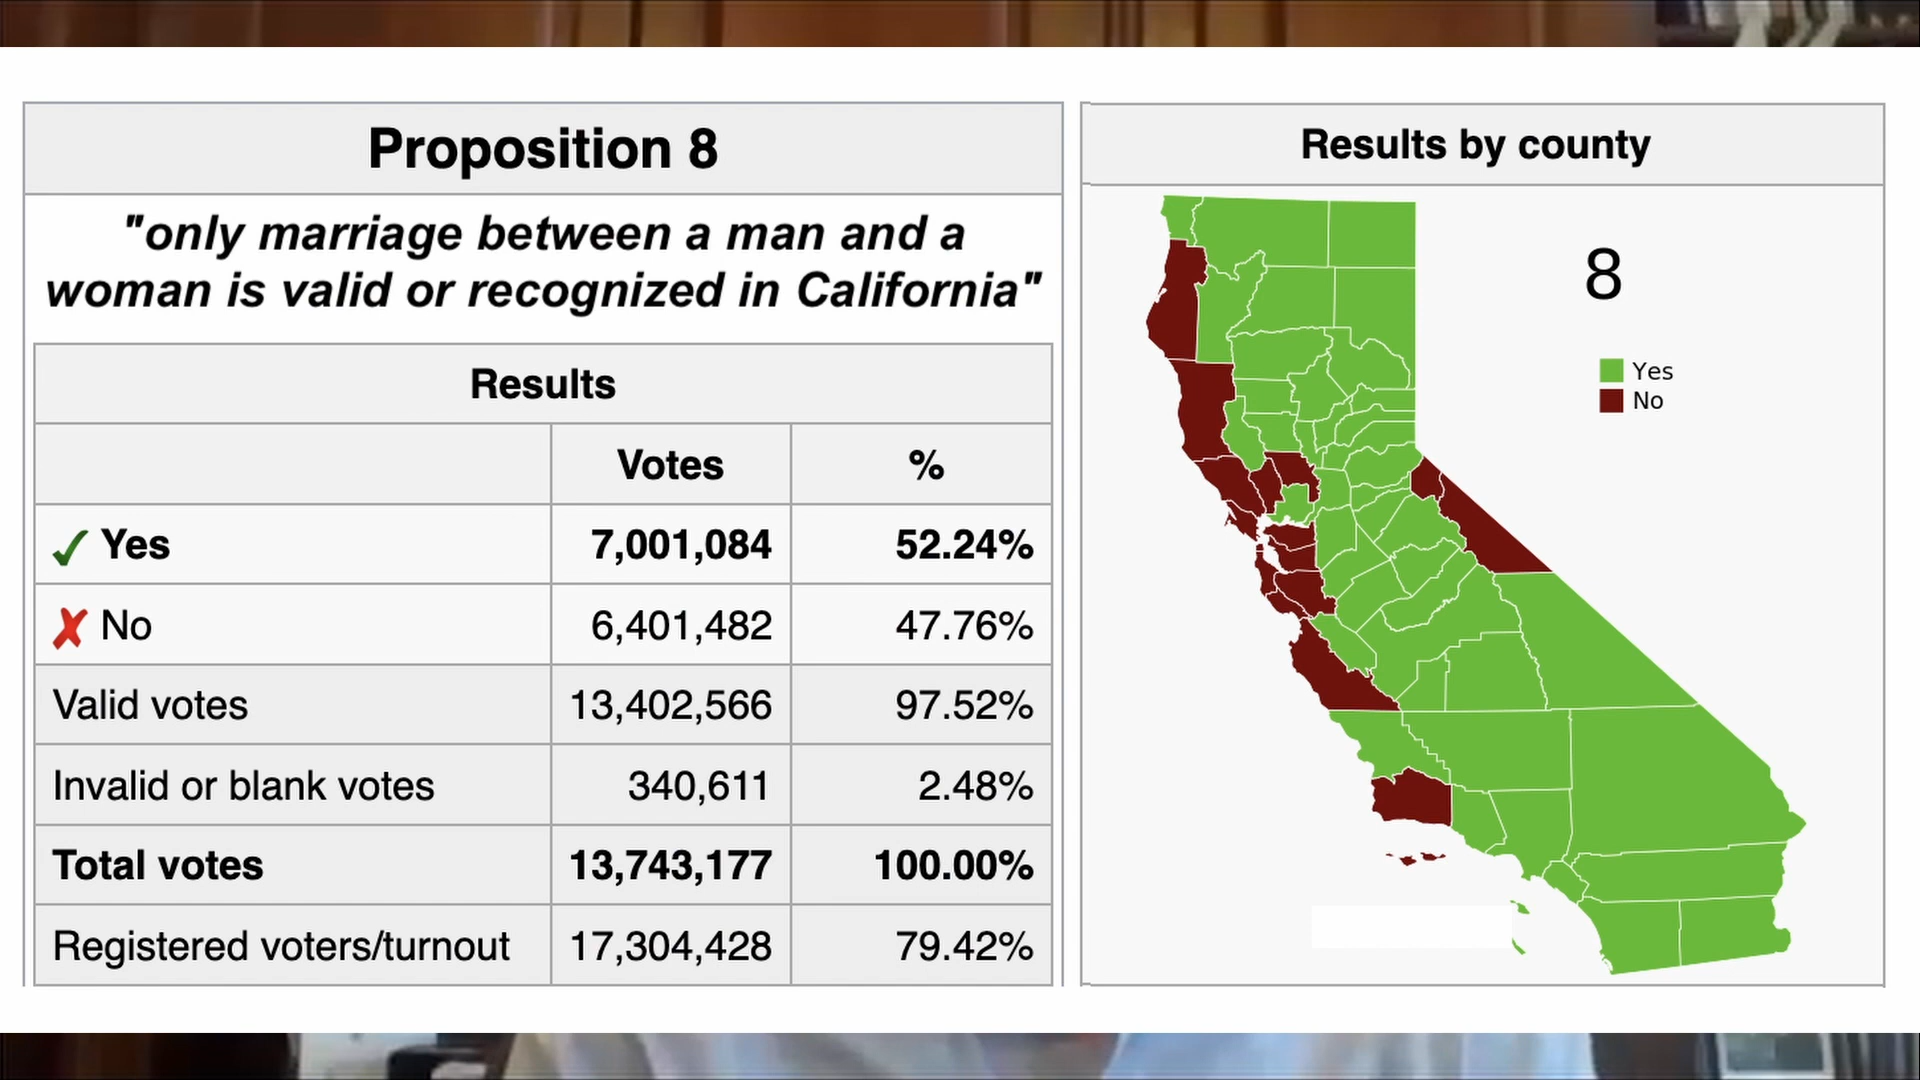 Proposition 8
"only marriage between a man and a
woman is valid or recognized in California"
Results
Votes %
Yes 7,001,084 52.24%
No 6,401,482 47.76%
Valid votes 13,402,566 97.52%
Invalid or blank votes 340,611 2.48%
Total votes 13,743,177 100.00%
Registered voters/turnout 17,304,428 79.42%
Results by county
8
Yes
No